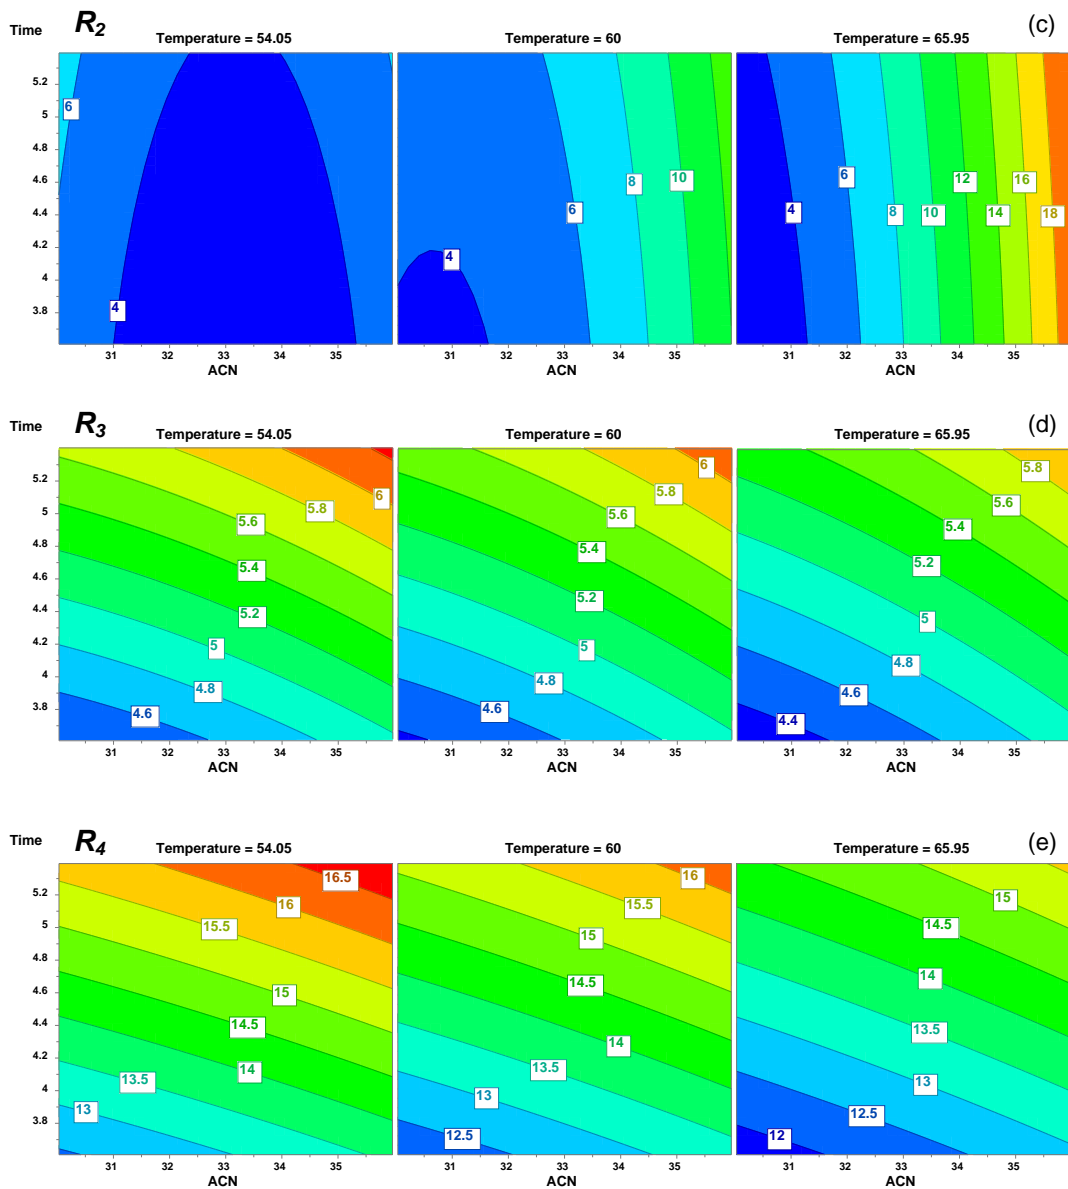 Time R2 (c)
Temperature = 54.05 Temperature = 60 Temperature = 65.95
5.2
6
5
4.8
6 8 10 6 12 16
4.6
4.4
6 4 8 10 14 18
4.2
4
4
3.8
4
31 32 33 34 35 31 32 33 34 35 31 32 33 34 35
ACN ACN ACN
Time R3 (d)
Temperature = 54.05 Temperature = 60 Temperature = 65.95
5.2
6 5.8 6 5.8
5
5.6 5.8 5.6 5.6
4.8
5.4 5.4 5.4
4.6
5.2 5.2 5.2
4.4
4.2
5 5 5
4
4.8 4.8 4.8
3.8
4.6 4.6 4.6 4.4
31 32 33 34 35 31 32 33 34 35 31 32 33 34 35
ACN ACN ACN
Time R4 (e)
Temperature = 54.05 Temperature = 60 Temperature = 65.95
5.2
16.5 16 15.5 16 15.5 15
5
15 14.5
4.8
4.6
15 14.5 14
4.4
14.5 14 13.5
4.2
14 13.5
4
13.5 13 13
3.8
13 12.5 12.5 12
31 32 33 34 35 31 32 33 34 35 31 32 33 34 35
ACN ACN ACN